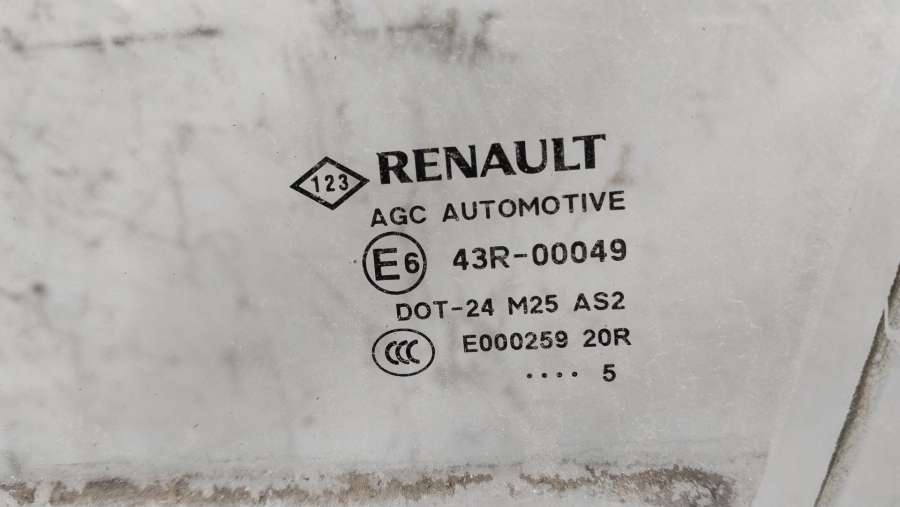 RENAULT
123
AGC AUTOMOTIVE
E6 43R-00049
DOT-24 M25 AS2
CCC E000259 20R
.... 5